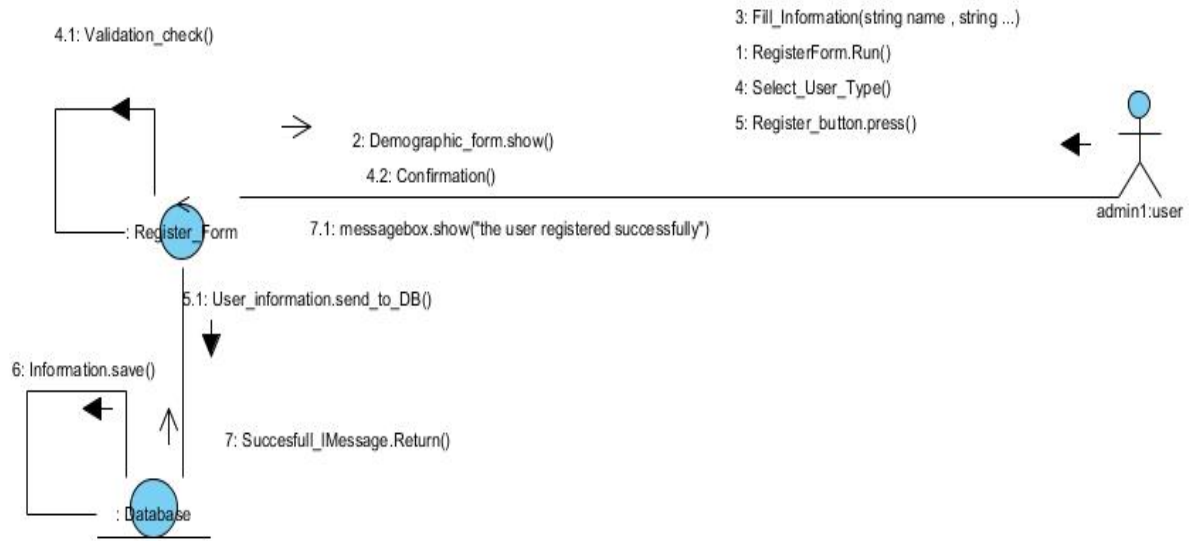 3: Fill_Information(string name , string ...)
4.1: Validation_check()
1: RegisterForm.Run()
4: Select_User_Type()
5: Register_button.press()
2: Demographic_form.show()
4.2: Confirmation()
admin1:user
: Register_Form
7.1: messagebox.show("the user registered successfully")
5.1: User_information.send_to_DB()
6: Information.save()
7: Succesfull_lMessage.Return()
: Database